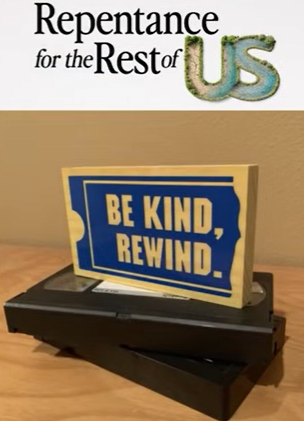 Repentance
for the Rest of US
BE KIND,
REWIND.